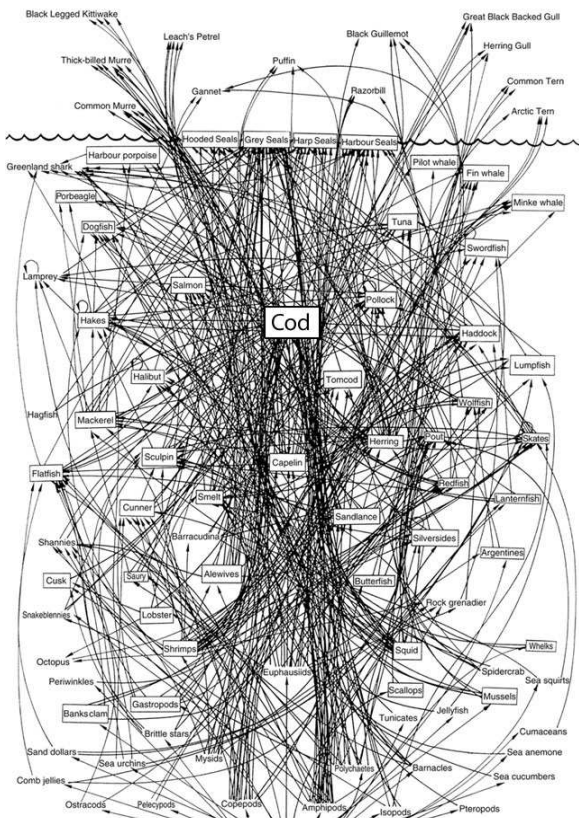 Black Legged Kittiwake
Great Black Backed Gull
Leach's Petrel
Black Guillemot
Herring Gull
Thick-billed Murre
Puffin
Common Tern
Gannet
Razorbill
Common Murre
Arctic Tern
Hooded Seals
Grey Seals
Harp Seals
Harbour Seals
Harbour porpoise
Pilot whale
Greenland shark
Fin whale
Porbeagle
Minke whale
Dogfish
Tuna
Swordfish
Lamprey
Salmon
Pollock
Cod
Hakes
Haddock
Lumpfish
Halibut
Tomcod
Wolffish
Hagfish
Mackerel
Herring
Pout
Skates
Sculpin
Capelin
Flatfish
Redfish
Smelt
Lanternfish
Cunner
Sandlance
Barracudina
Silversides
Shannies
Argentines
Saury
Alewives
Butterfish
Cusk
Rock grenadier
Snakeblennies
Lobster
Shrimps
Squid
Whelks
Octopus
Euphausiids
Spidercrab
Sea squirts
Periwinkles
Scallops
Mussels
Gastropods
Jellyfish
Banksclam
Tunicates
Brittle stars
Cumaceans
Sand dollars
Mysids
Sea anemone
Sea urchins
Polychaetes
Barnacles
Comb jellies
Sea cucumbers
Ostracods
Pelecypods
Copepods
Amphipods
Isopods
Pteropods